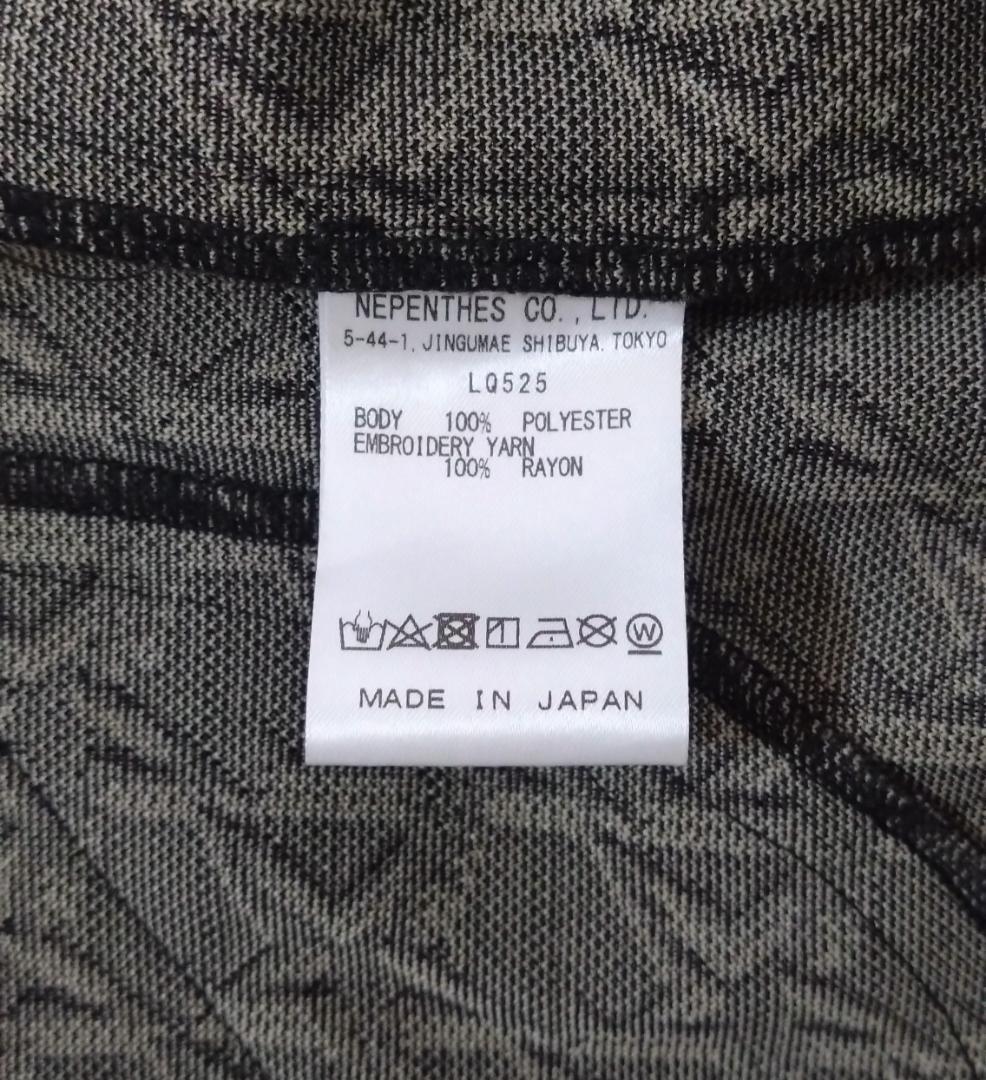 NEPENTHES CO., LTD.
5-44-1, JINGUMAE SHIBUYA. TOKYO
LQ525
BODY 100% POLYESTER
EMBROIDERY YARN
100% RAYON
W
MADE IN JAPAN